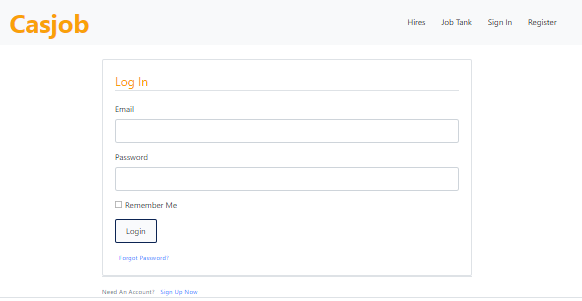 Casjob
Hires Job Tank Sign In Register
Log In
Email
Password
Remember Me
Login
Forgot Password?
Need An Account? Sign Up Now